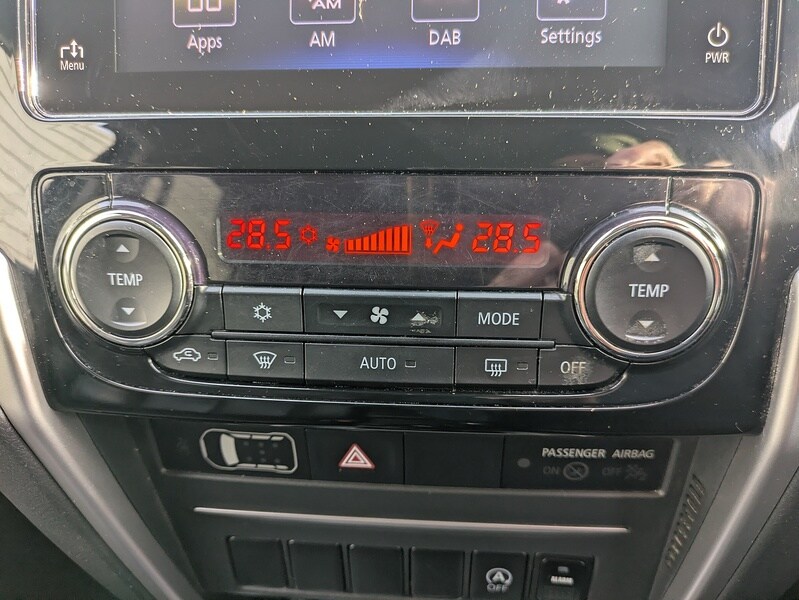 AM
Apps
AM
DAB
Settings
Menu
PWR
28.5
28.5
TEMP
TEMP
MODE
AUTO
OFF
PASSENGER AIRBAG
ON
OFF
A
OFF
ALARM